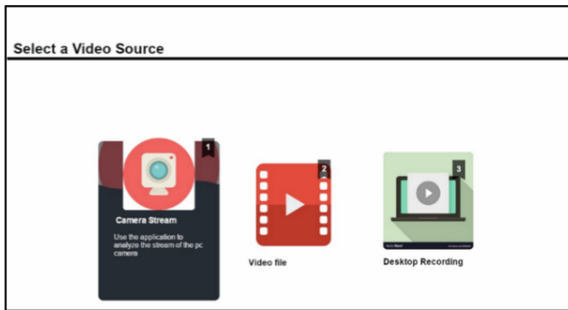 Select a Video Source
1
Camera Stream
Use the application to
analyze the stream of the pc
camera
2
Video file
3
Desktop Recording